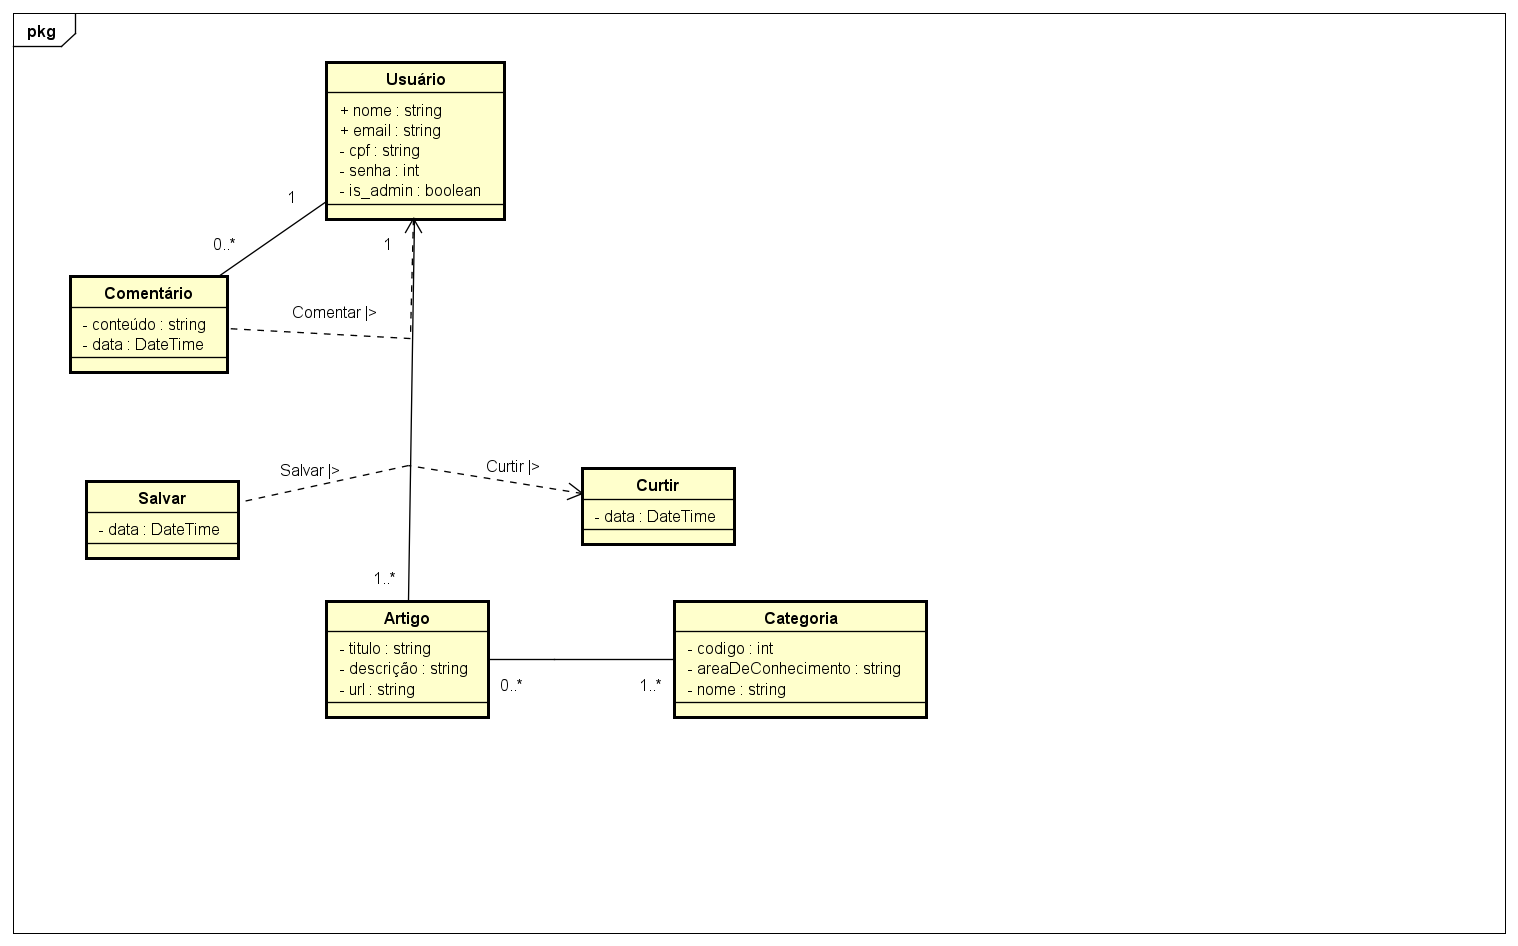 pkg
Usuário
+ nome : string
+ email : string
- cpf : string
- senha : int
- is_admin : boolean
1
0..*
1
Comentário
- conteúdo : string
- data : DateTime
Comentar |>
Salvar |>
Curtir |>
Salvar
- data : DateTime
Curtir
- data : DateTime
1..*
Artigo
- titulo : string
- descrição : string
- url : string
0..*
1..*
Categoria
- codigo : int
- areaDeConhecimento : string
- nome : string